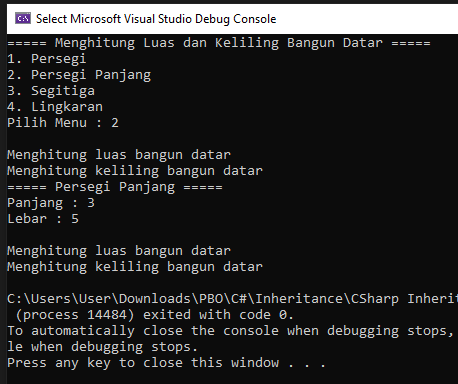 Select Microsoft Visual Studio Debug Console
===== Menghitung Luas dan Keliling Bangun Datar =====
1. Persegi
2. Persegi Panjang
3. Segitiga
4. Lingkaran
Pilih Menu : 2
Menghitung luas bangun datar
Menghitung keliling bangun datar
===== Persegi Panjang =====
Panjang : 3
Lebar : 5
Menghitung luas bangun datar
Menghitung keliling bangun datar
C:\Users\User\Downloads\PBO\C#\Inheritance\CSharp Inherit
(process 14484) exited with code 0.
To automatically close the console when debugging stops,
le when debugging stops.
Press any key to close this window . . .